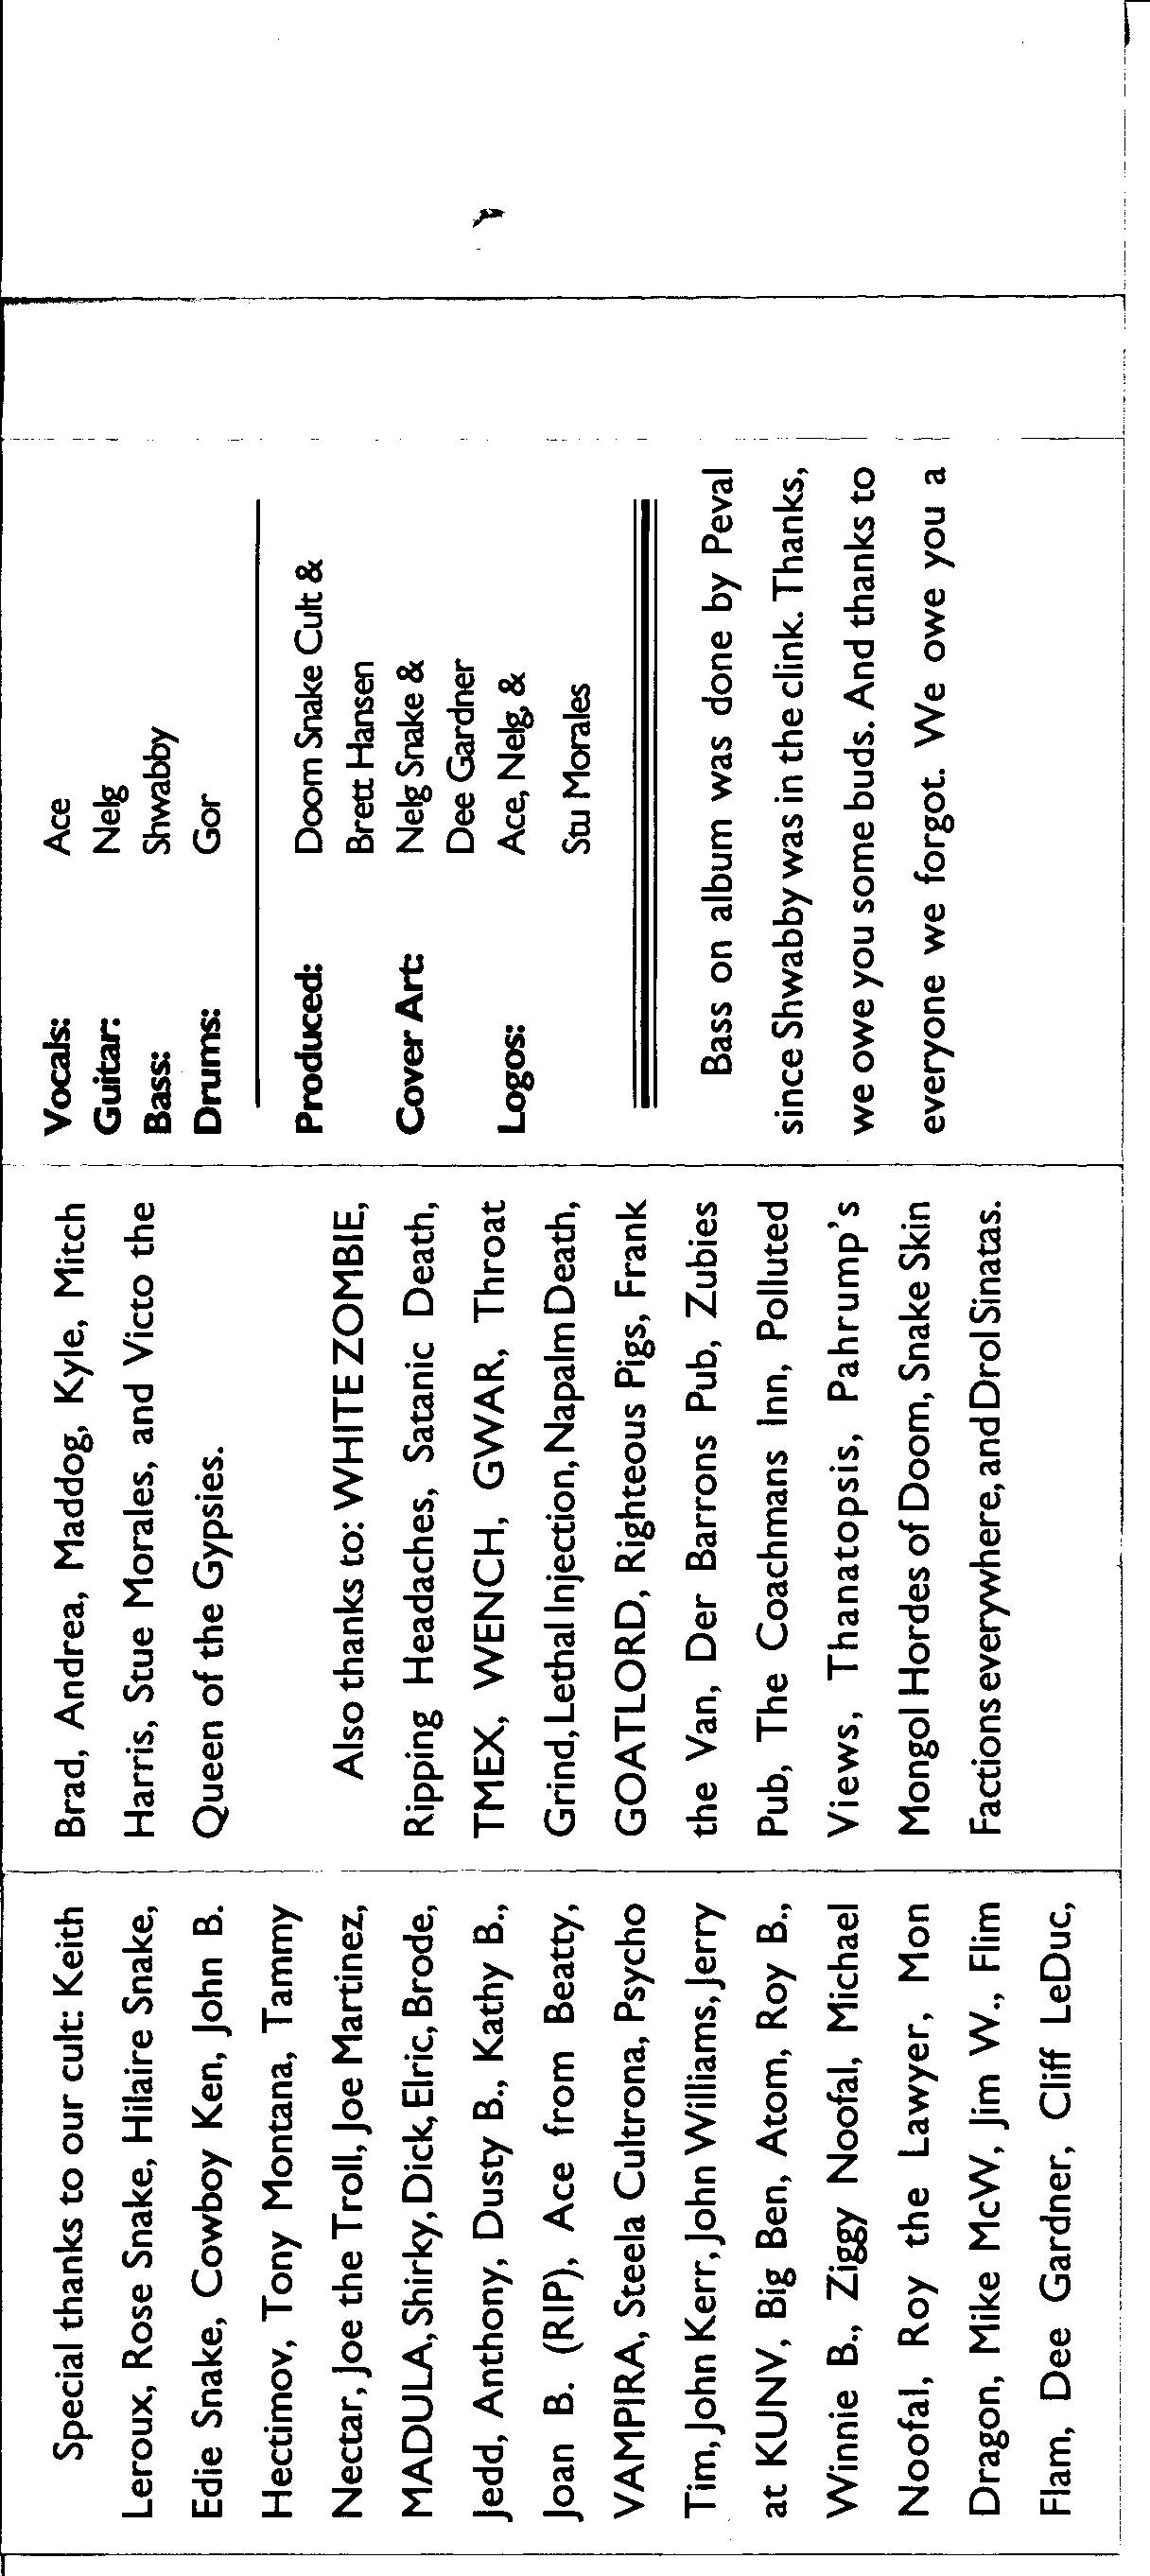 Special thanks to our cult: Keith
Leroux, Rose Snake, Hilaire Snake,
Edie Snake, Cowboy Ken, John B.
Hectimov, Tony Montana, Tammy
Nectar, Joe the Troll, Joe Martinez,
MADULA, Shirky, Dick, Elric, Brode,
Jedd, Anthony, Dusty B., Kathy B.,
Joan B. (RIP), Ace from Beatty,
VAMPIRA, Steela Cultrona, Psycho
Tim, John Kerr, John Williams, Jerry
at KUNV, Big Ben, Atom, Roy B.,
Winnie B., Ziggy Noofal, Michael
Noofal, Roy the Lawyer, Mon
Dragon, Mike McW, Jim W., Flim
Flam, Dee Gardner, Cliff LeDuc,
Brad, Andrea, Maddog, Kyle, Mitch
Harris, Stue Morales, and Victo the
Queen of the Gypsies.
Also thanks to: WHITE ZOMBIE,
Ripping Headaches, Satanic Death,
TMEX, WENCH, GWAR, Throat
Grind, Lethal Injection, Napalm Death,
GOATLORD, Righteous Pigs, Frank
the Van, Der Barrons Pub, Zubies
Pub, The Coachmans Inn, Polluted
Views, Thanatopsis, Pahrump's
Mongol Hordes of Doom, Snake Skin
Factions everywhere, and Drol Sinatas.
Vocals: Ace
Guitar: Nelg
Bass: Shwabby
Drums: Gor
Produced: Doom Snake Cult &
Brett Hansen
Cover Art: Nelg Snake &
Dee Gardner
Logos: Ace, Nelg, &
Stu Morales
Bass on album was done by Peval
since Shwabby was in the clink. Thanks,
we owe you some buds. And thanks to
everyone we forgot. We owe you a